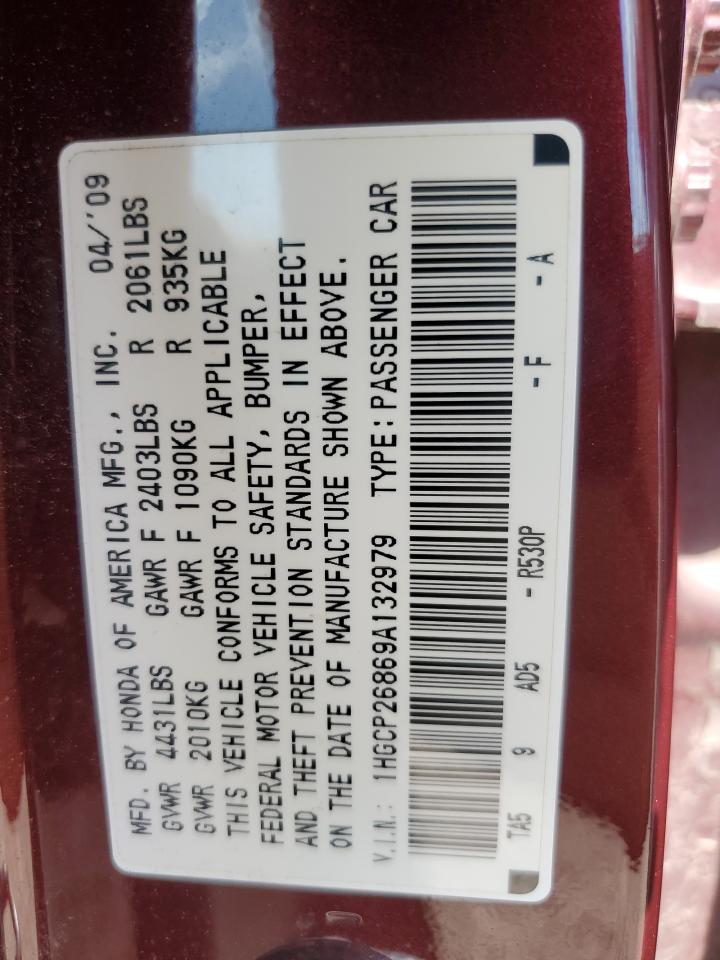 MFD. BY HONDA OF AMERICA MFG., INC. 04/'09
GVWR 4431LBS GAWR F 2403LBS R 2061LBS
GVWR 2010KG GAWR F 1090KG R 935KG
THIS VEHICLE CONFORMS TO ALL APPLICABLE
FEDERAL MOTOR VEHICLE SAFETY, BUMPER,
AND THEFT PREVENTION STANDARDS IN EFFECT
ON THE DATE OF MANUFACTURE SHOWN ABOVE.
V.I.N.: 1HGCP26869A132979 TYPE: PASSENGER CAR
TA5 9 AD5 - R530P - F - A